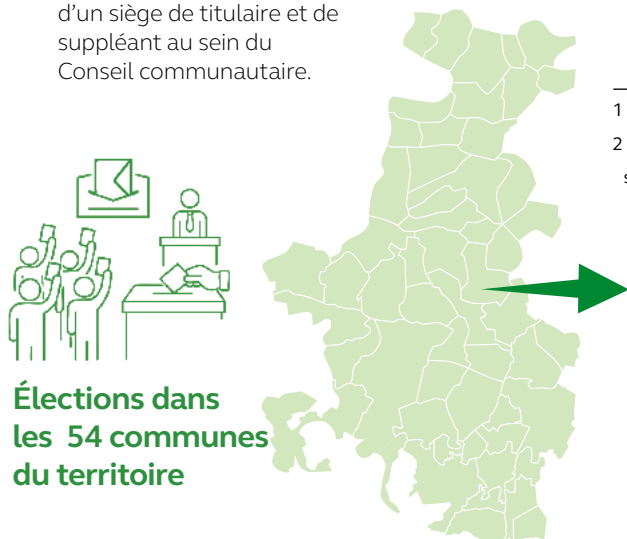 d’un siège de titulaire et de
suppléant au sein du
Conseil communautaire.
1
2
s
Élections dans
les 54 communes
du territoire